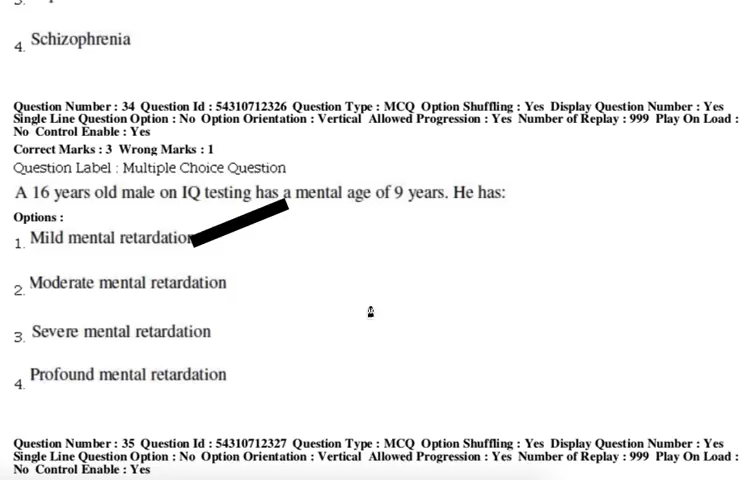 4. Schizophrenia
Question Number : 34 Question Id : 54310712326 Question Type : MCQ Option Shuffling : Yes Display Question Number : Yes
Single Line Question Option : No Option Orientation : Vertical Allowed Progression : Yes Number of Replay : 999 Play On Load :
No Control Enable : Yes
Correct Marks : 3 Wrong Marks : 1
Question Label : Multiple Choice Question
A 16 years old male on IQ testing has a mental age of 9 years. He has:
Options :
1. Mild mental retardation
2. Moderate mental retardation
3. Severe mental retardation
4. Profound mental retardation
Question Number : 35 Question Id : 54310712327 Question Type : MCQ Option Shuffling : Yes Display Question Number : Yes
Single Line Question Option : No Option Orientation : Vertical Allowed Progression : Yes Number of Replay : 999 Play On Load :
No Control Enable : Yes